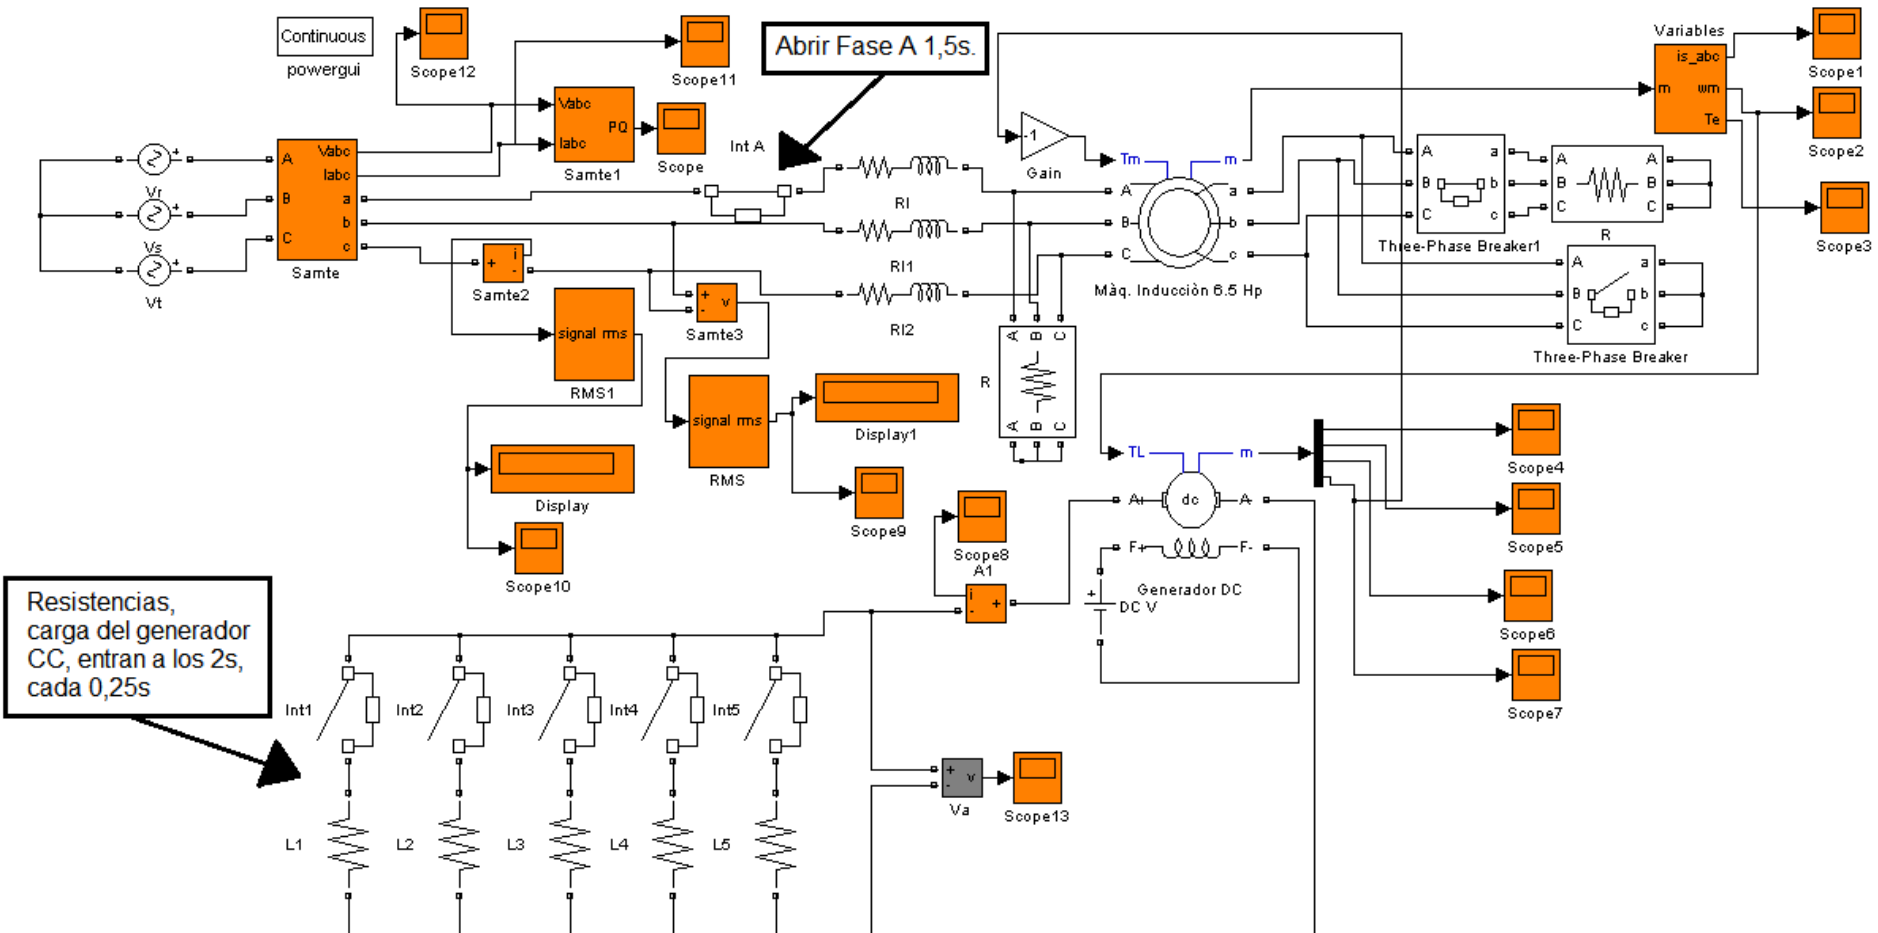 Continuous
powergui
Scope12
Scope11
Abrir Fase A 1,5s.
Variables
is_abc
m
wm
Te
Scope1
Scope2
Scope3
Vabc
Iabc
PQ
Samte1
Scope
Int A
-1
Gain
Vr
Vs
Vt
A
B
C
Vabc
Iabc
a
b
c
Samte
+
i
-
Samte2
+
-
v
Samte3
Rl
Rl1
Rl2
Tm
m
A
B
C
a
b
c
Màq. Inducciòn 6.5 Hp
A
B
C
a
b
c
Three-Phase Breaker1
A
B
C
A
B
C
R
A
B
C
a
b
c
Three-Phase Breaker
signal rms
RMS1
signal rms
RMS
Display1
Display
Scope9
Scope10
A
B
C
R
A
B
C
TL
m
A+
dc
A-
F+
F-
Generador DC
+
DC V
Scope4
Scope5
Scope6
Scope7
Scope8
A1
i
-
+
Resistencias,
carga del generador
CC, entran a los 2s,
cada 0,25s
Int1
Int2
Int3
Int4
Int5
L1
L2
L3
L4
L5
+
-
v
Va
Scope13